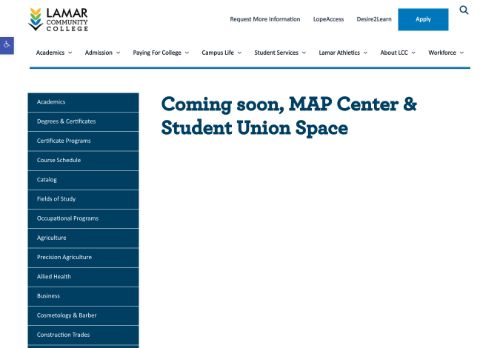 LAMAR
COMMUNITY
COLLEGE
Request More Information LopeAccess Desire2Learn Apply
Academics Admission Paying For College Campus Life Student Services Lamar Athletics About LCC Workforce
Academics
Degrees & Certificates
Certificate Programs
Course Schedule
Catalog
Fields of Study
Occupational Programs
Agriculture
Precision Agriculture
Allied Health
Business
Cosmetology & Barber
Construction Trades
Coming soon, MAP Center &
Student Union Space